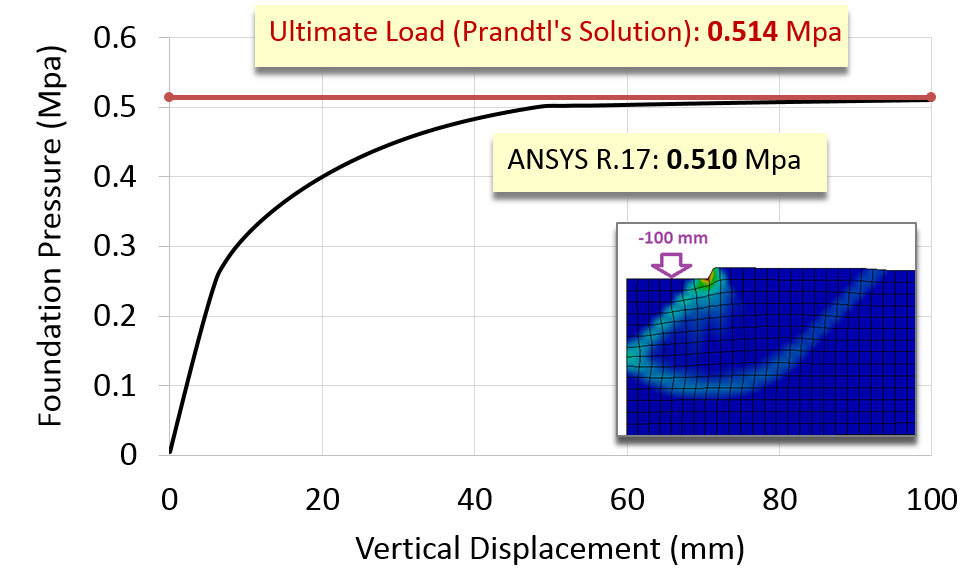 Ultimate Load (Prandtl's Solution): 0.514 Mpa
ANSYS R.17: 0.510 Mpa
-100 mm
Foundation Pressure (Mpa)
0.6
0.5
0.4
0.3
0.2
0.1
0
0 20 40 60 80 100
Vertical Displacement (mm)